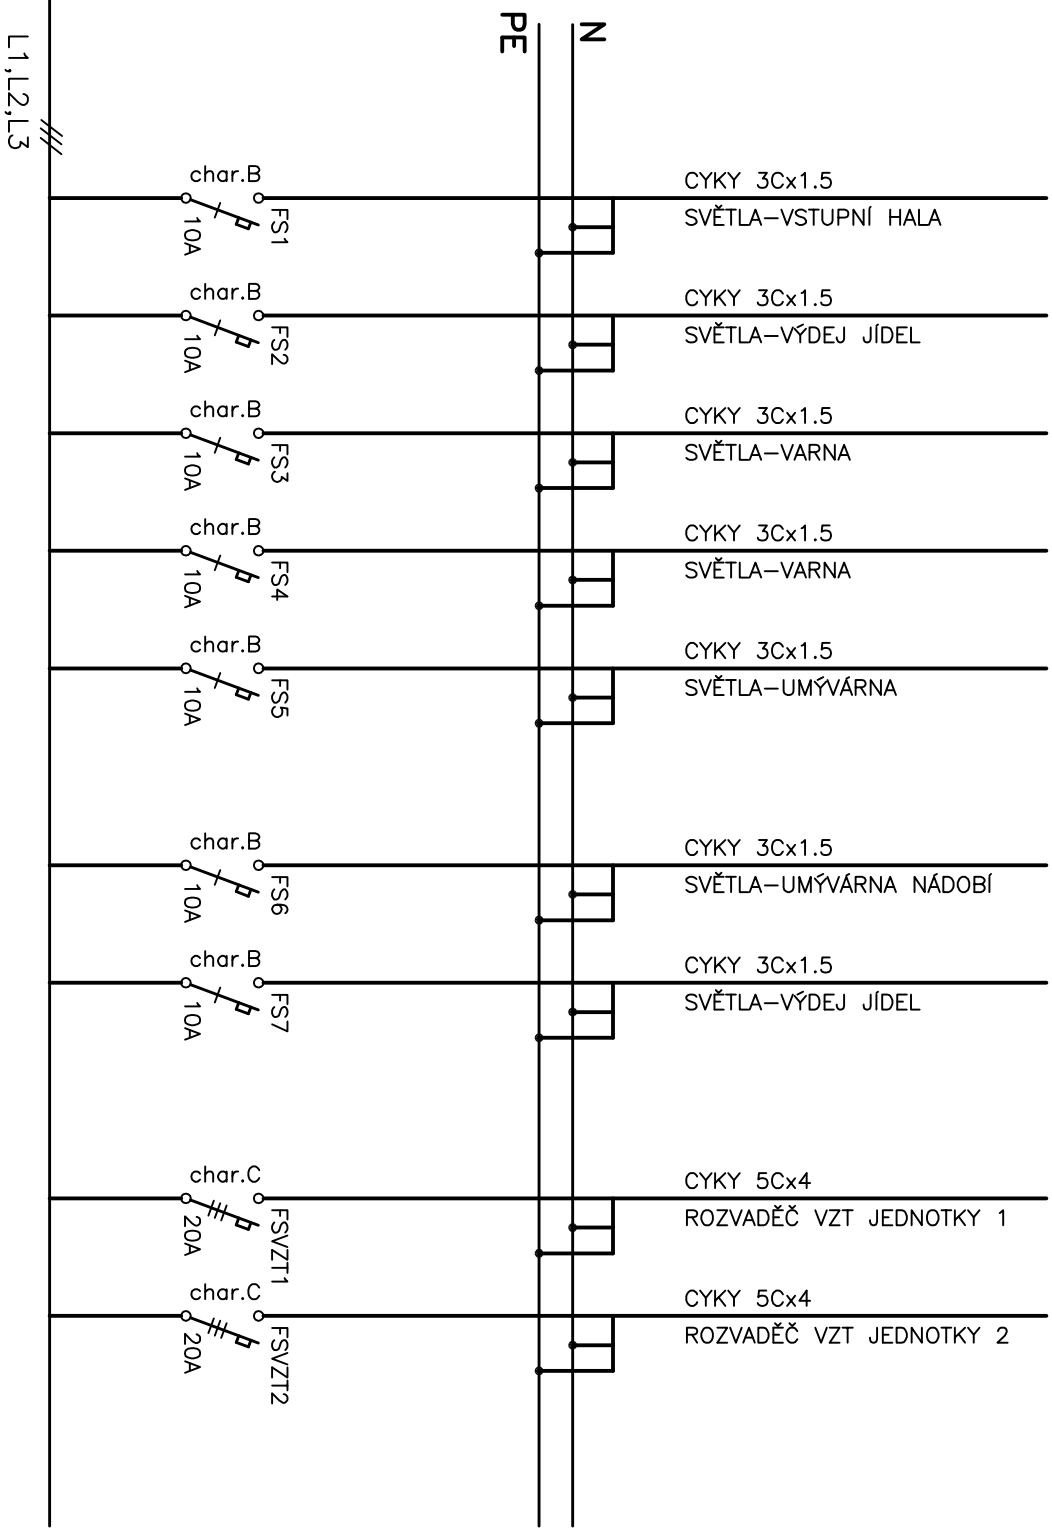 N
PE
L1,L2,L3
char.B
FS1
10A
CYKY 3Cx1.5
SVĚTLA-VSTUPNÍ HALA
char.B
FS2
10A
CYKY 3Cx1.5
SVĚTLA-VÝDEJ JÍDEL
char.B
FS3
10A
CYKY 3Cx1.5
SVĚTLA-VARNA
char.B
FS4
10A
CYKY 3Cx1.5
SVĚTLA-VARNA
char.B
FS5
10A
CYKY 3Cx1.5
SVĚTLA-UMÝVÁRNA
char.B
FS6
10A
CYKY 3Cx1.5
SVĚTLA-UMÝVÁRNA NÁDOBÍ
char.B
FS7
10A
CYKY 3Cx1.5
SVĚTLA-VÝDEJ JÍDEL
char.C
FSVZT1
20A
CYKY 5Cx4
ROZVADĚČ VZT JEDNOTKY 1
char.C
FSVZT2
20A
CYKY 5Cx4
ROZVADĚČ VZT JEDNOTKY 2